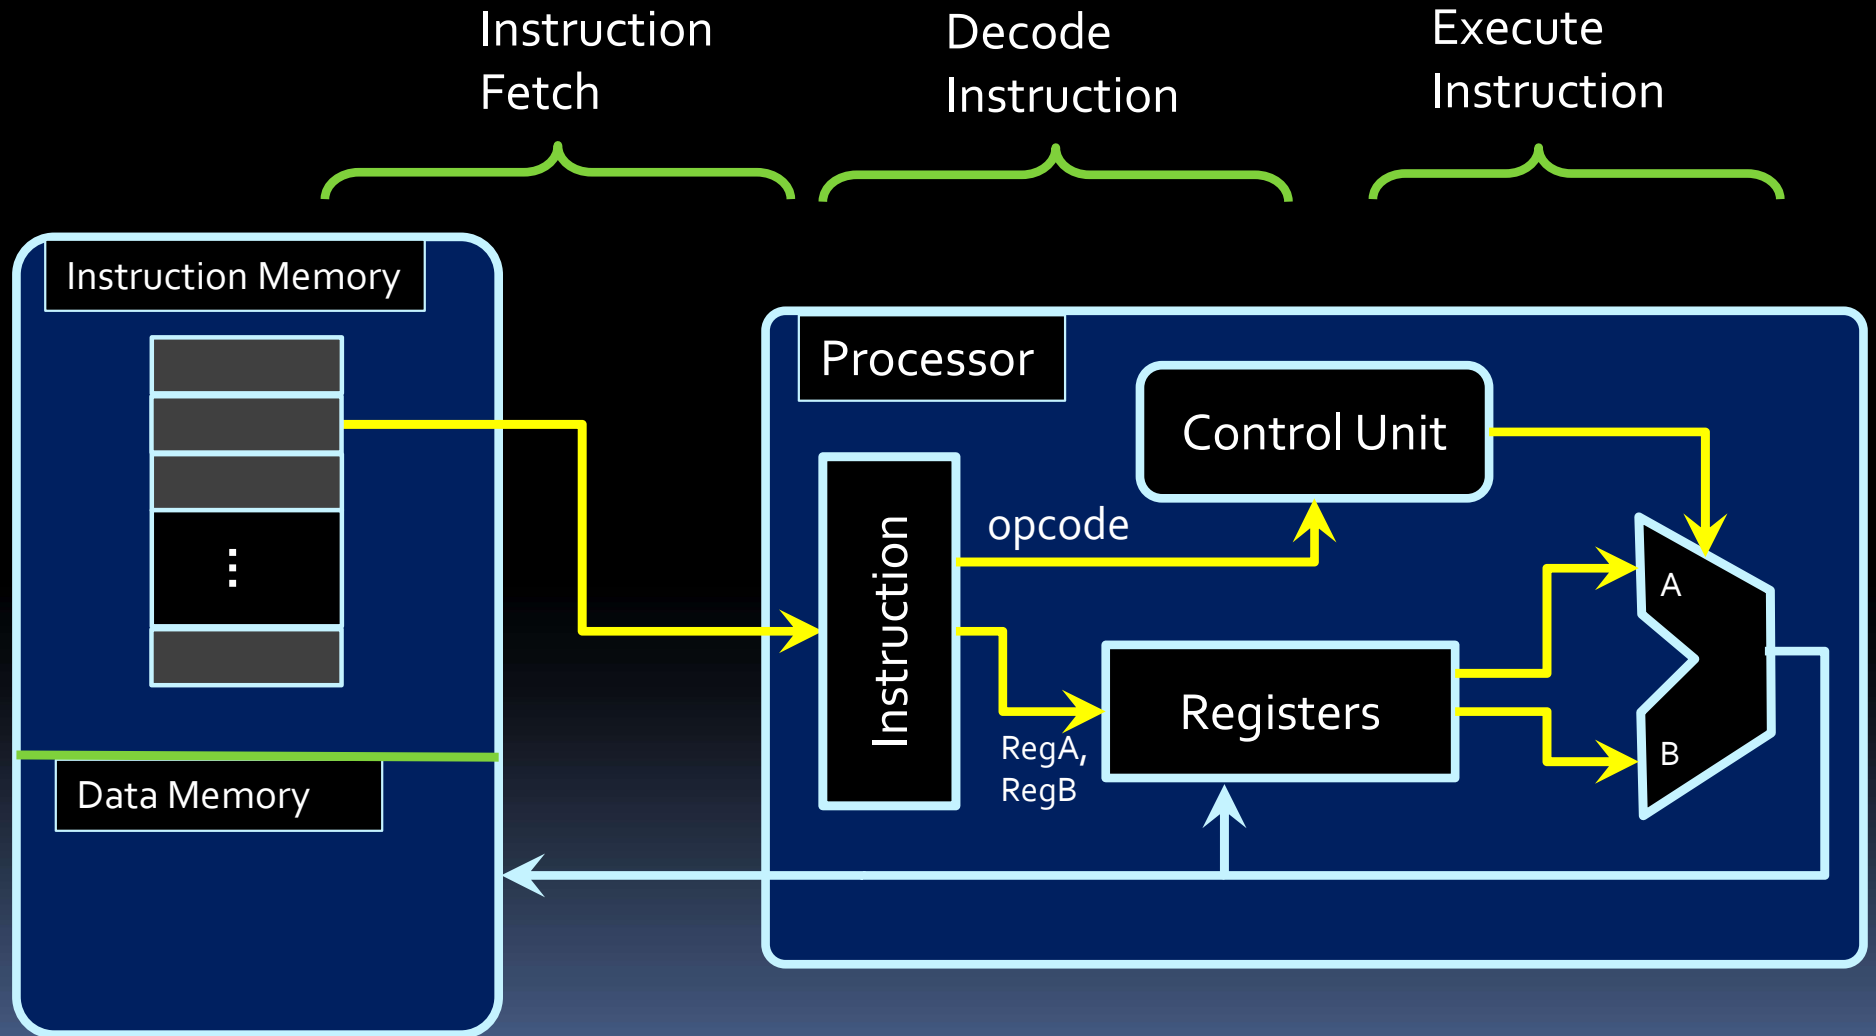 Instruction
Fetch
Decode
Instruction
Execute
Instruction
Instruction Memory
Processor
Control Unit
opcode
Instruction
...
A
Registers
RegA,
RegB
B
Data Memory